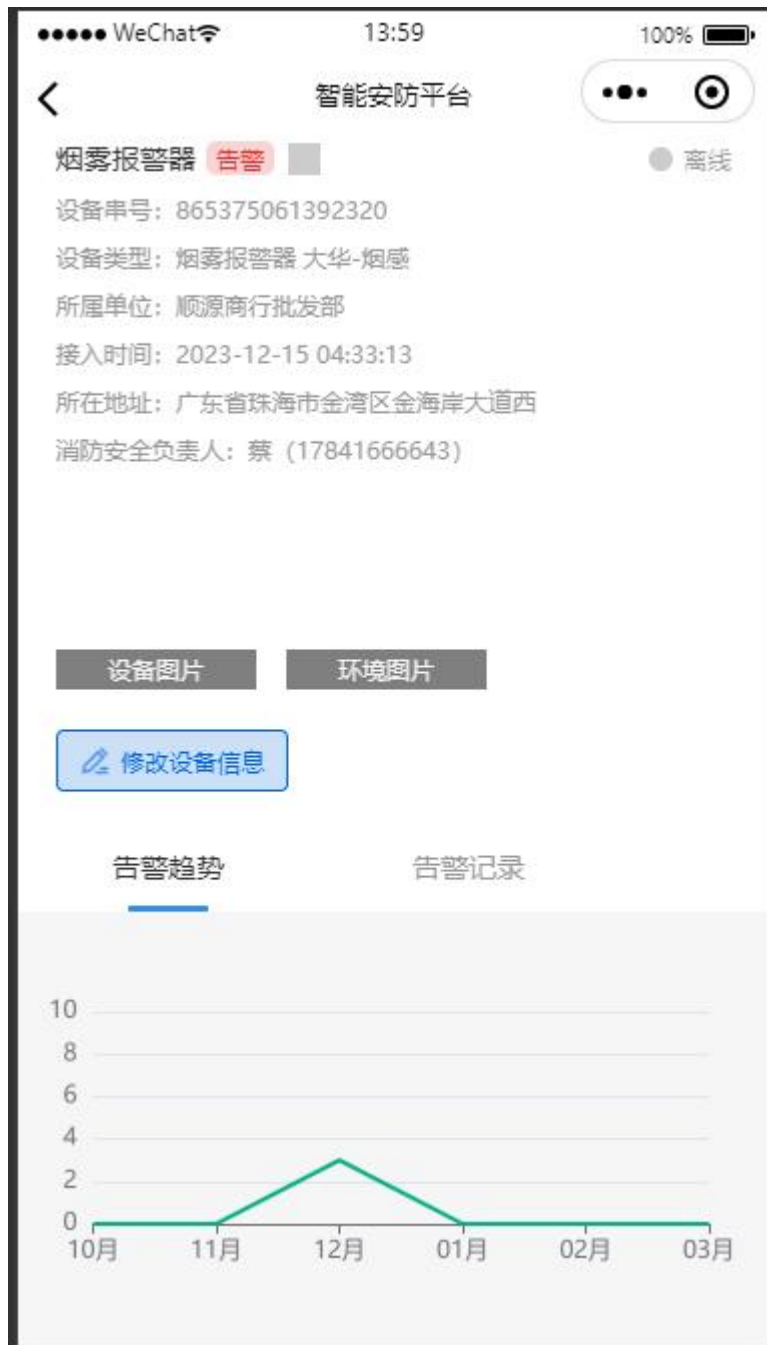 WeChat 13:59 100%
智能安防平台
烟雾报警器 告警 离线
设备串号：865375061392320
设备类型：烟雾报警器 大华-烟感
所属单位：顺源商行批发部
接入时间：2023-12-15 04:33:13
所在地址：广东省珠海市金湾区金海岸大道西
消防安全负责人：蔡（17841666643）
设备图片 环境图片
修改设备信息
告警趋势 告警记录
10
8
6
4
2
0
10月 11月 12月 01月 02月 03月